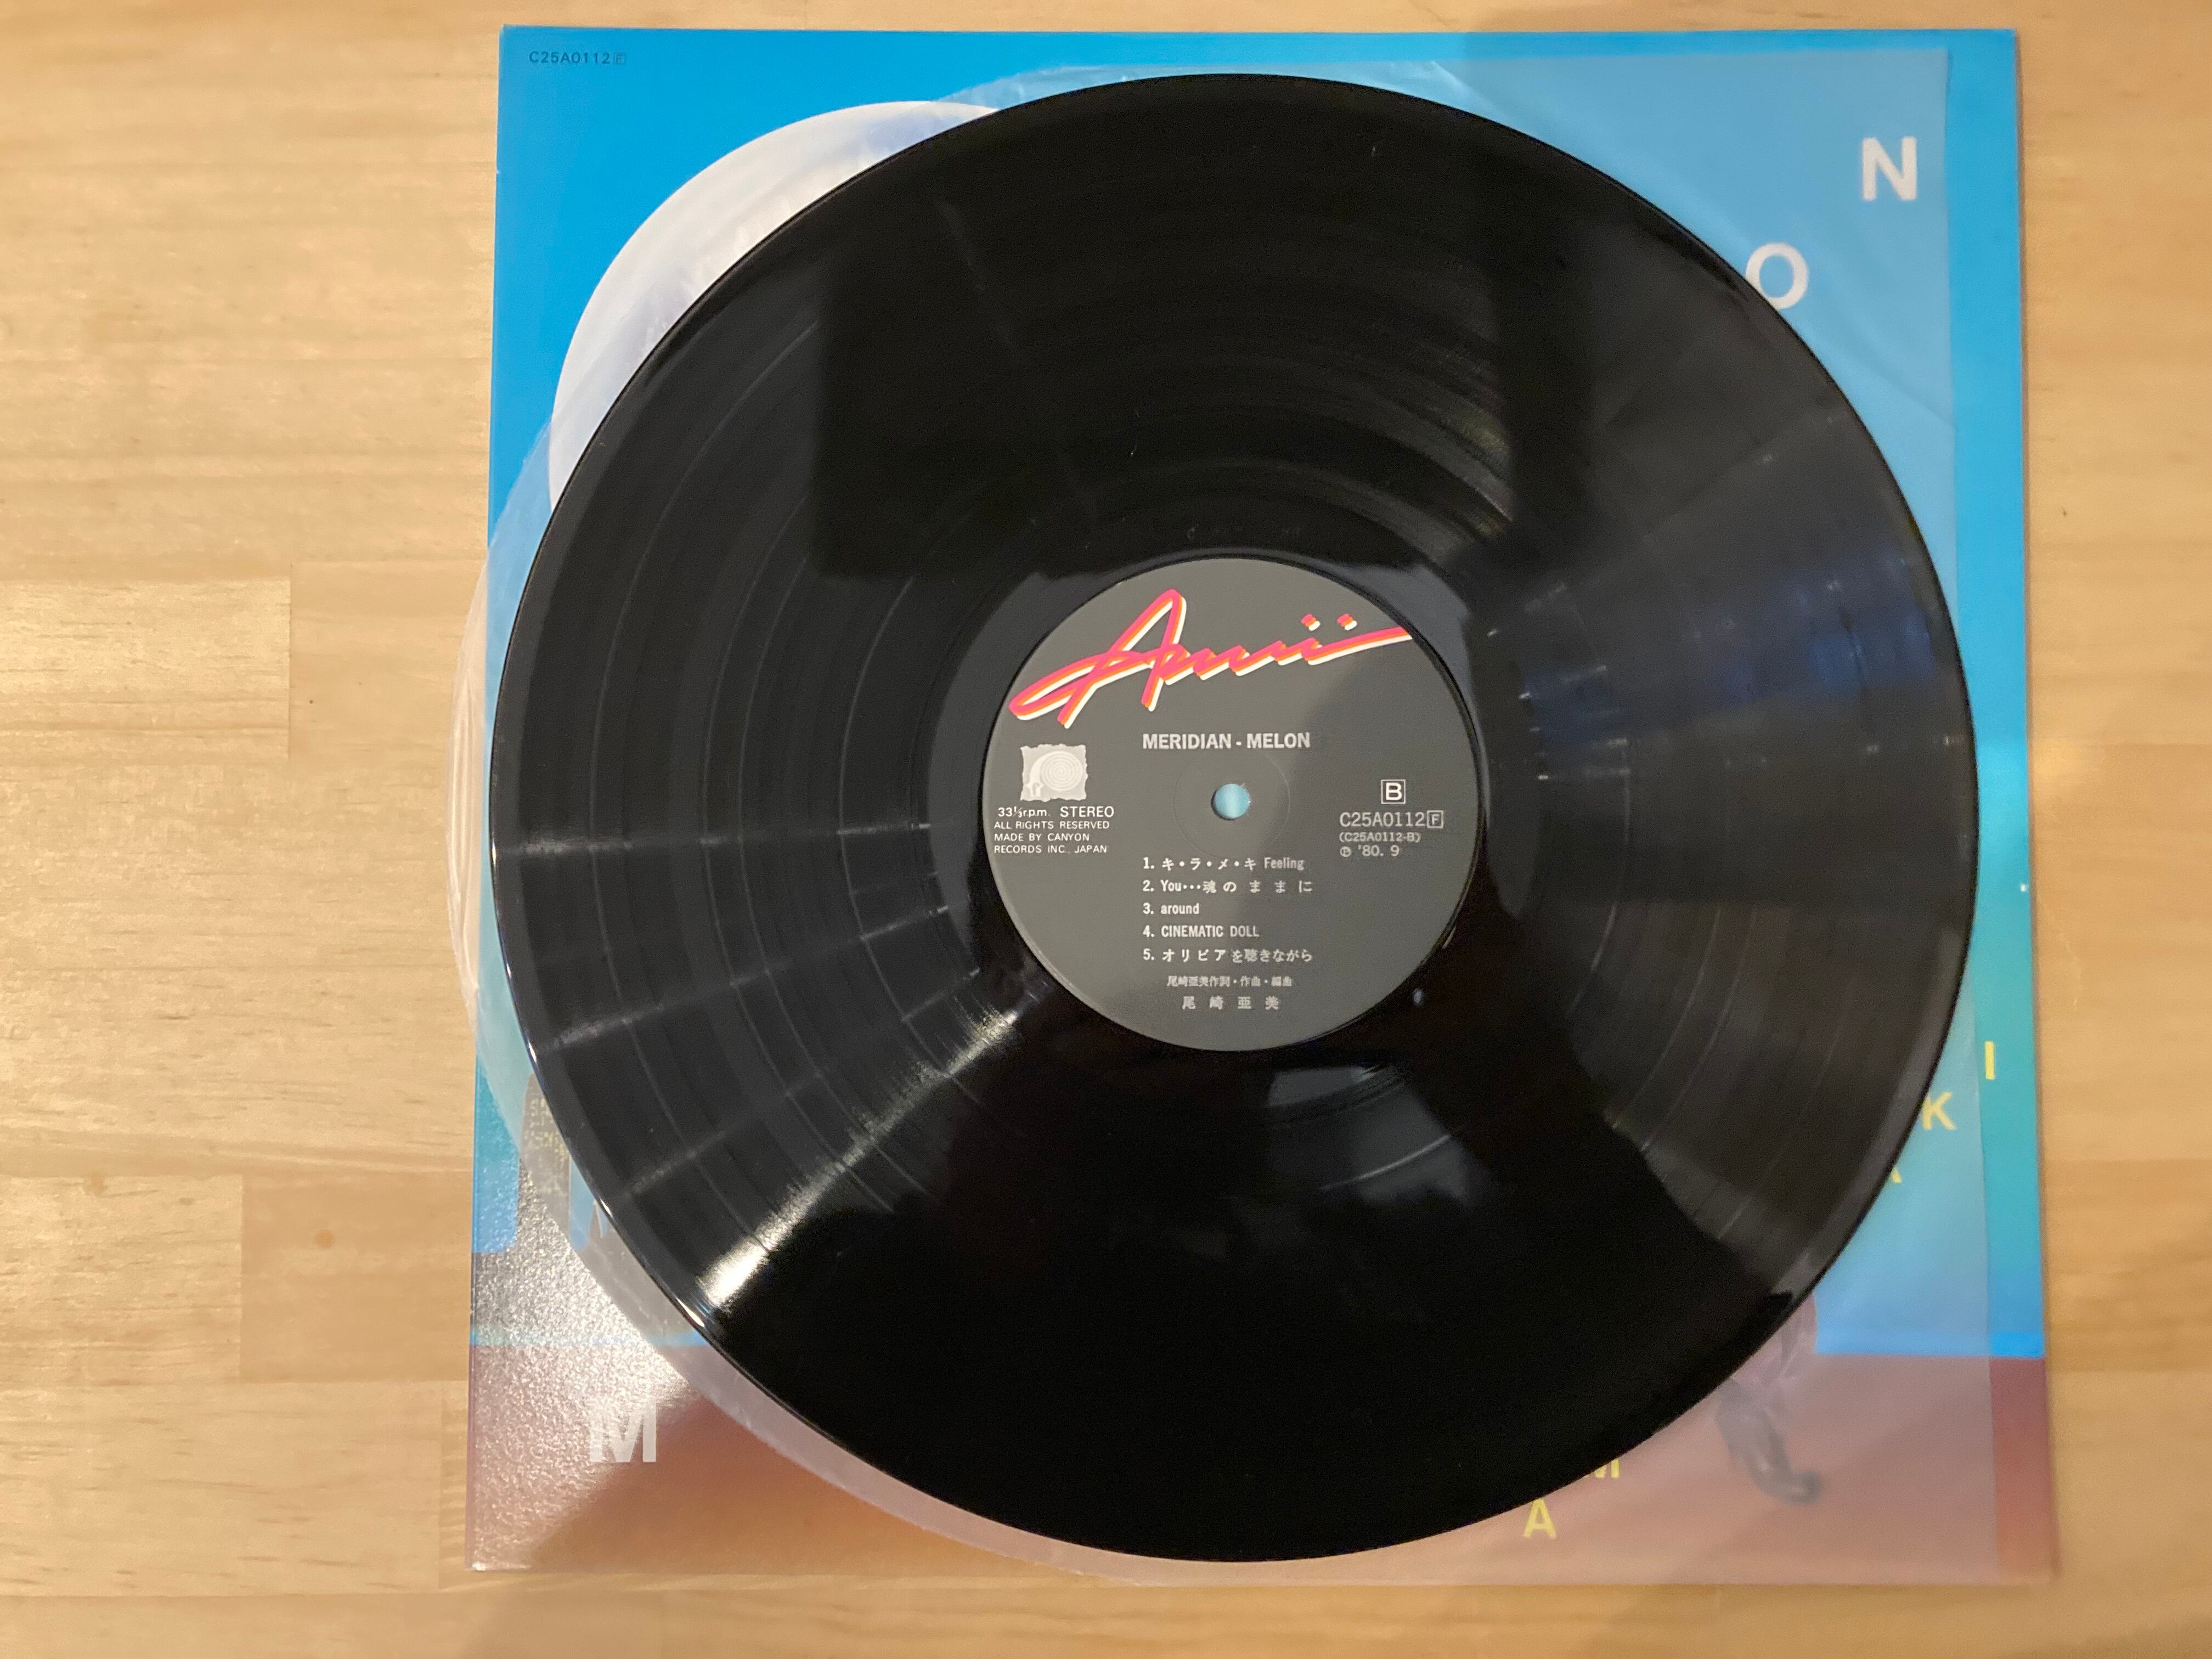 C25A0112F
N
O
Amii
MERIDIAN - MELON
33⅓r.p.m. STEREO
ALL RIGHTS RESERVED
MADE BY CANYON
RECORDS INC., JAPAN
B
C25A0112F
(C25A0112-B)
Ⓟ '80. 9
1. キ・ラ・メ・キ Feeling
2. You…魂のままに
3. around
4. CINEMATIC DOLL
5. オリビアを聴きながら
尾崎亜美作詞・作曲・編曲
尾崎亜美
I
K
A
M
M
A